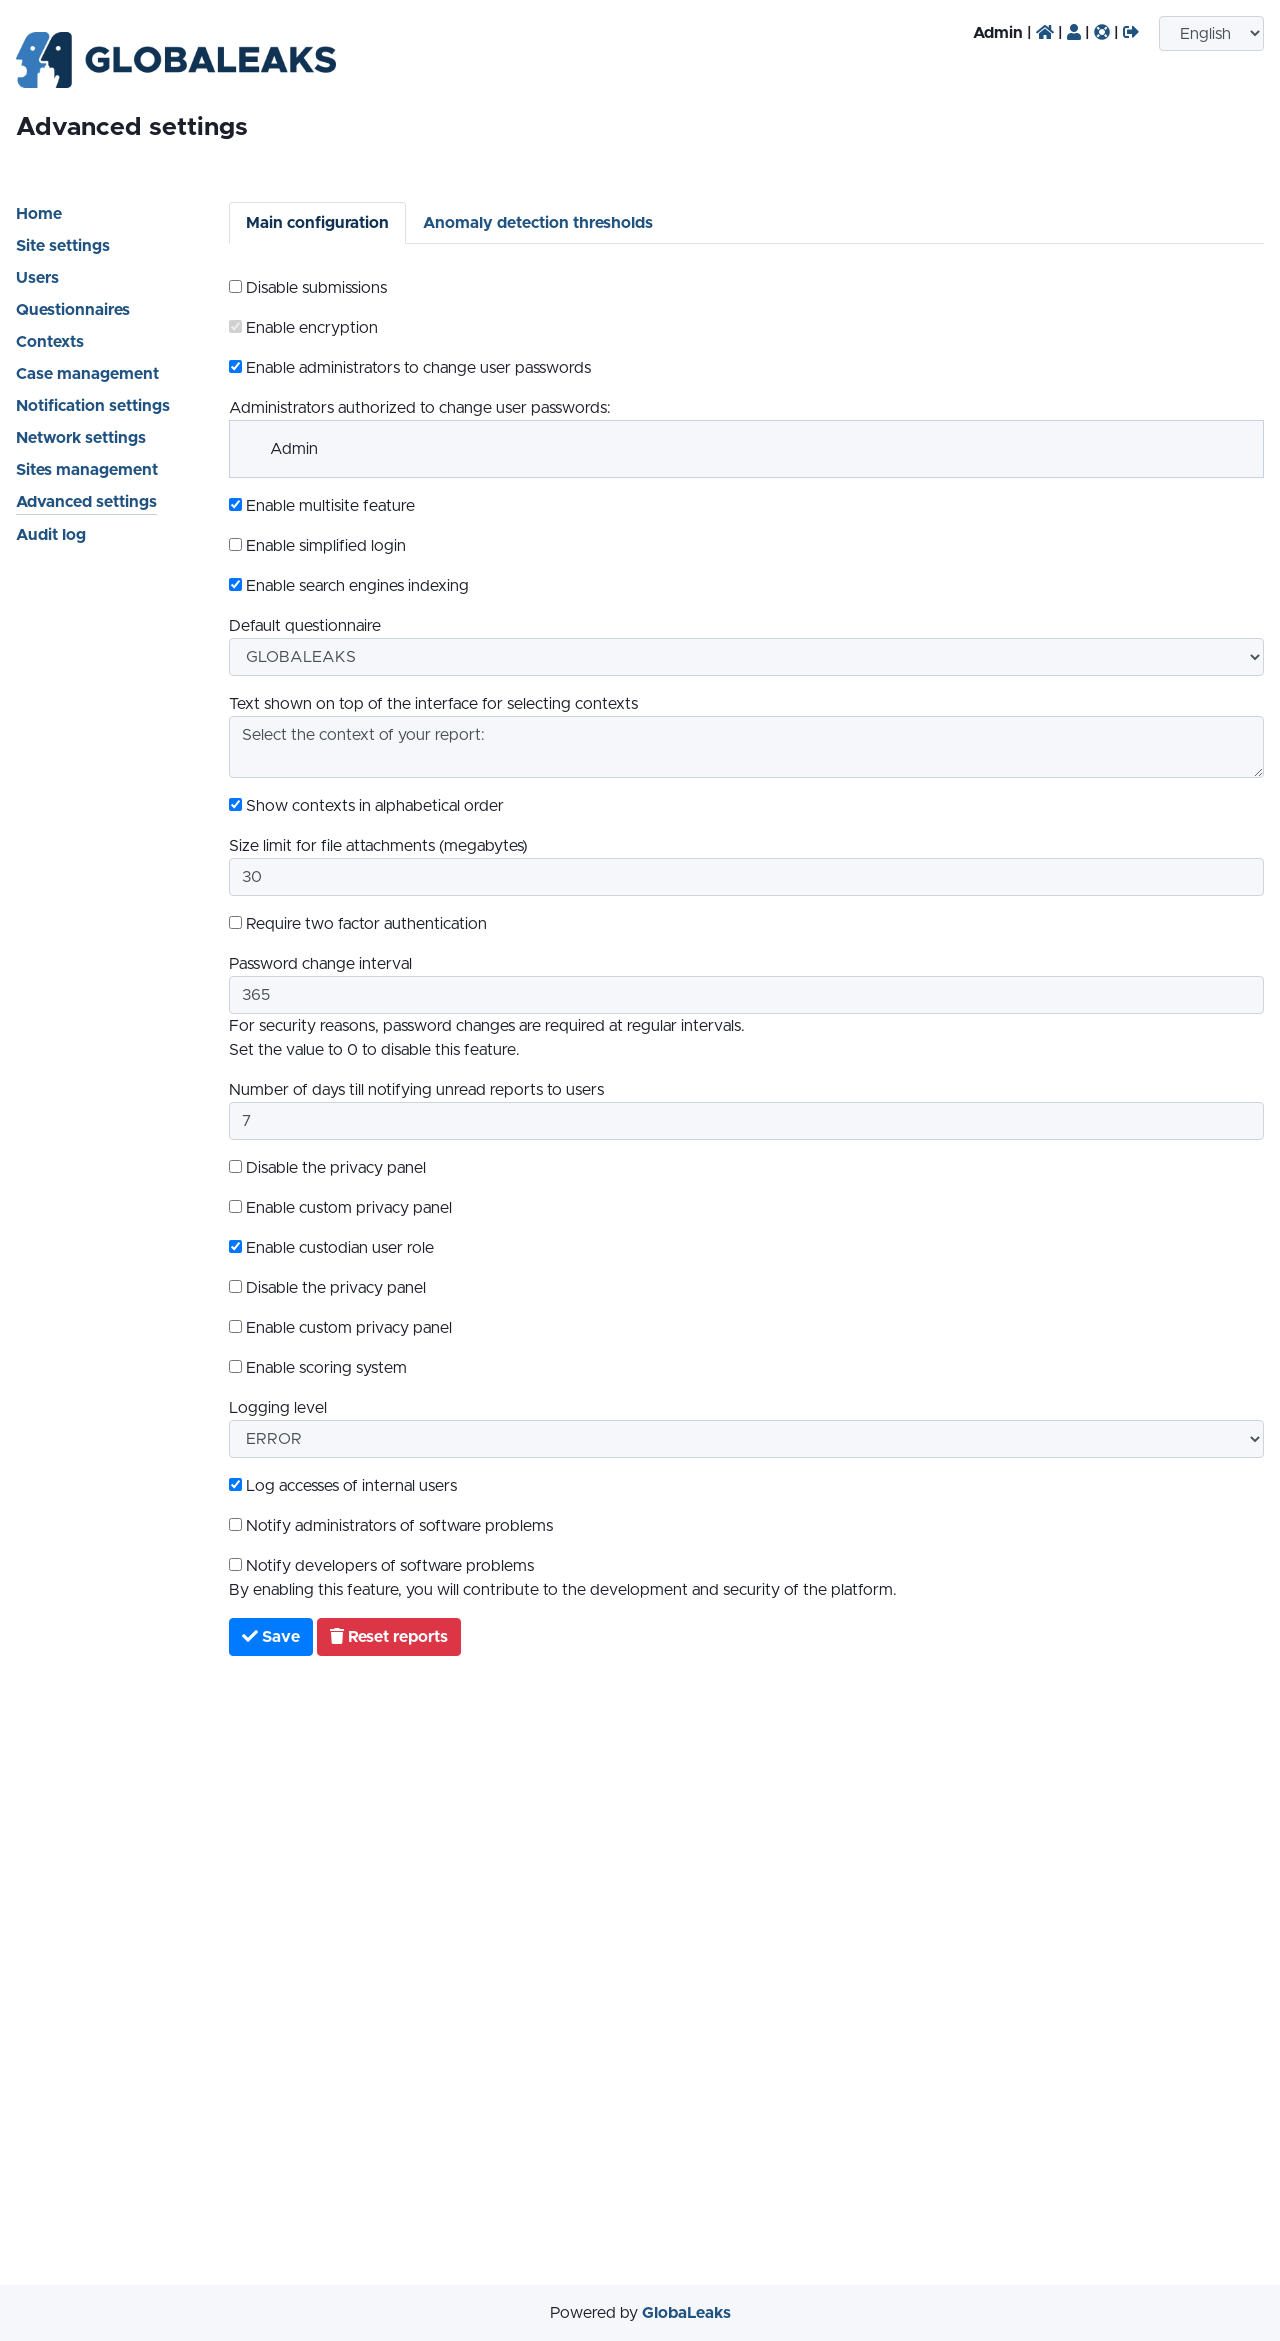 Admin | | | |
English
GLOBALEAKS
Advanced settings
Home
Site settings
Users
Questionnaires
Contexts
Case management
Notification settings
Network settings
Sites management
Advanced settings
Audit log
Main configuration
Anomaly detection thresholds
Disable submissions
Enable encryption
Enable administrators to change user passwords
Administrators authorized to change user passwords:
Admin
Enable multisite feature
Enable simplified login
Enable search engines indexing
Default questionnaire
GLOBALEAKS
Text shown on top of the interface for selecting contexts
Select the context of your report:
Show contexts in alphabetical order
Size limit for file attachments (megabytes)
30
Require two factor authentication
Password change interval
365
For security reasons, password changes are required at regular intervals.
Set the value to 0 to disable this feature.
Number of days till notifying unread reports to users
7
Disable the privacy panel
Enable custom privacy panel
Enable custodian user role
Disable the privacy panel
Enable custom privacy panel
Enable scoring system
Logging level
ERROR
Log accesses of internal users
Notify administrators of software problems
Notify developers of software problems
By enabling this feature, you will contribute to the development and security of the platform.
Save
Reset reports
Powered by GlobaLeaks